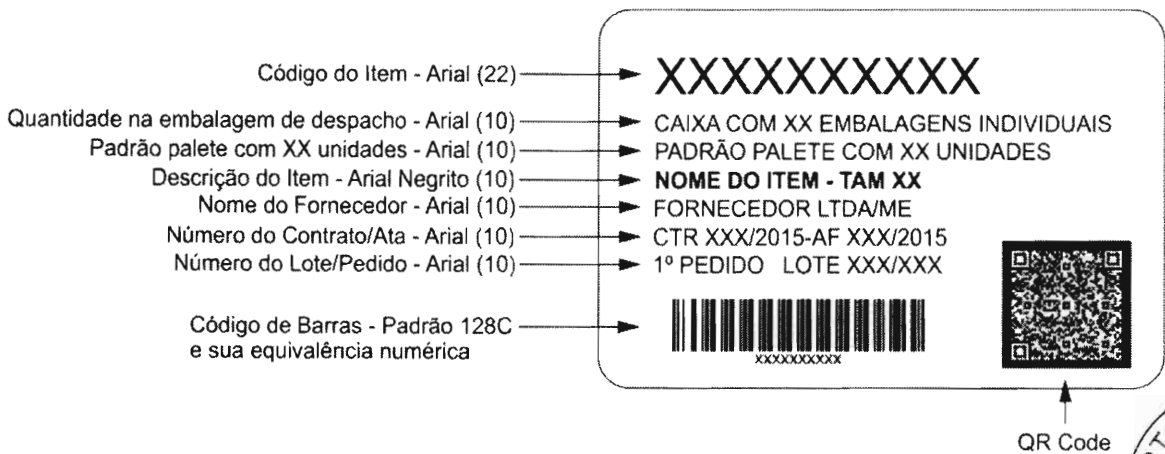 Código do Item - Arial (22)
XXXXXXXXXX
Quantidade na embalagem de despacho - Arial (10)
CAIXA COM XX EMBALAGENS INDIVIDUAIS
Padrão palete com XX unidades - Arial (10)
PADRÃO PALETE COM XX UNIDADES
Descrição do Item - Arial Negrito (10)
NOME DO ITEM - TAM XX
Nome do Fornecedor - Arial (10)
FORNECEDOR LTDA/ME
Número do Contrato/Ata - Arial (10)
CTR XXX/2015-AF XXX/2015
Número do Lote/Pedido - Arial (10)
1º PEDIDO LOTE XXX/XXX
Código de Barras - Padrão 128C
e sua equivalência numérica
XXXXXXXXXX
QR Code